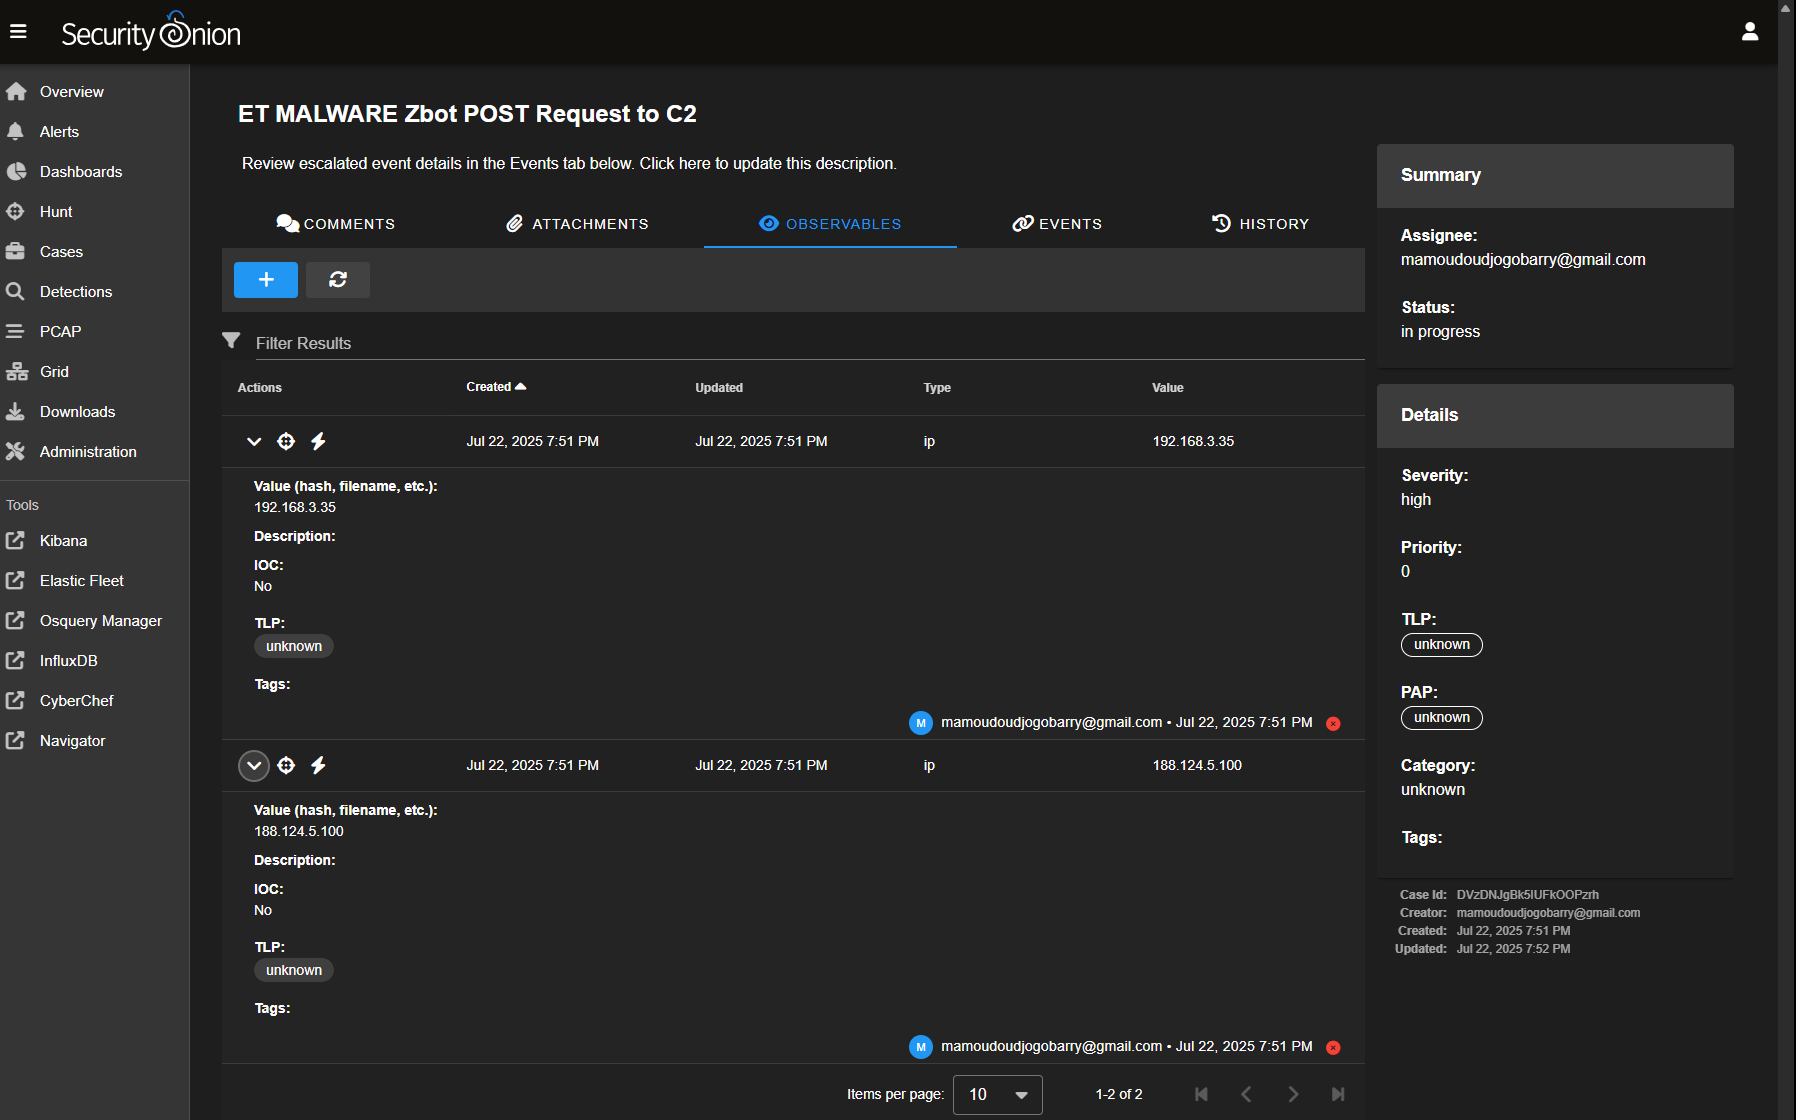 Security Onion
Overview
Alerts
Dashboards
Hunt
Cases
Detections
PCAP
Grid
Downloads
Administration
Tools
Kibana
Elastic Fleet
Osquery Manager
InfluxDB
CyberChef
Navigator
ET MALWARE Zbot POST Request to C2
Review escalated event details in the Events tab below. Click here to update this description.
COMMENTS ATTACHMENTS OBSERVABLES EVENTS HISTORY
Filter Results
Actions Created Updated Type Value
Jul 22, 2025 7:51 PM Jul 22, 2025 7:51 PM ip 192.168.3.35
Value (hash, filename, etc.):
192.168.3.35
Description:
IOC:
No
TLP:
unknown
Tags:
M mamoudoudjogobarry@gmail.com • Jul 22, 2025 7:51 PM
Jul 22, 2025 7:51 PM Jul 22, 2025 7:51 PM ip 188.124.5.100
Value (hash, filename, etc.):
188.124.5.100
Description:
IOC:
No
TLP:
unknown
Tags:
M mamoudoudjogobarry@gmail.com • Jul 22, 2025 7:51 PM
Items per page: 10 1-2 of 2
Summary
Assignee:
mamoudoudjogobarry@gmail.com
Status:
in progress
Details
Severity:
high
Priority:
0
TLP:
unknown
PAP:
unknown
Category:
unknown
Tags:
Case Id: DVzDNJgBk5IUFkOOPzrh
Creator: mamoudoudjogobarry@gmail.com
Created: Jul 22, 2025 7:51 PM
Updated: Jul 22, 2025 7:52 PM